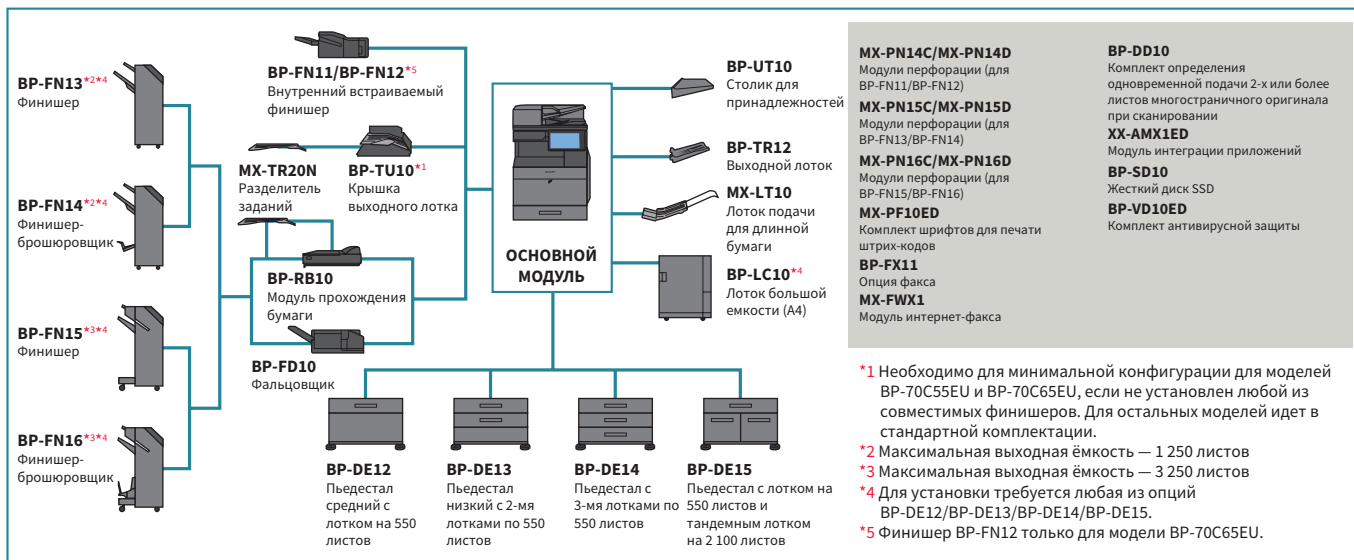 BP-FN13*2*4
Финишер
BP-FN14*2*4
Финишер-
брошюровщик
BP-FN15*3*4
Финишер
BP-FN16*3*4
Финишер-
брошюровщик
BP-FN11/BP-FN12*5
Внутренний встраиваемый
финишер
MX-TR20N
Разделитель
заданий
BP-TU10*1
Крышка
выходного лотка
BP-RB10
Модуль прохождения
бумаги
BP-FD10
Фальцовщик
ОСНОВНОЙ
МОДУЛЬ
BP-UT10
Столик для
принадлежностей
BP-TR12
Выходной лоток
MX-LT10
Лоток подачи
для длинной
бумаги
BP-LC10*4
Лоток большой
емкости (A4)
BP-DE12
Пьедестал
средний с
лотком на 550
листов
BP-DE13
Пьедестал
низкий с 2-мя
лотками по 550
листов
BP-DE14
Пьедестал с
3-мя лотками по
550 листов
BP-DE15
Пьедестал с лотком на
550 листов и
тандемным лотком
на 2 100 листов
MX-PN14C/MX-PN14D
Модули перфорации (для
BP-FN11/BP-FN12)
MX-PN15C/MX-PN15D
Модули перфорации (для
BP-FN13/BP-FN14)
MX-PN16C/MX-PN16D
Модули перфорации (для
BP-FN15/BP-FN16)
MX-PF10ED
Комплект шрифтов для печати
штрих-кодов
BP-FX11
Опция факса
MX-FWX1
Модуль интернет-факса
BP-DD10
Комплект определения
одновременной подачи 2-х или более
листов многостраничного оригинала
при сканировании
XX-AMX1ED
Модуль интеграции приложений
BP-SD10
Жесткий диск SSD
BP-VD10ED
Комплект антивирусной защиты
*1 Необходимо для минимальной конфигурации для моделей
BP-70C55EU и BP-70C65EU, если не установлен любой из
совместимых финишеров. Для остальных моделей идет в
стандартной комплектации.
*2 Максимальная выходная ёмкость — 1 250 листов
*3 Максимальная выходная ёмкость — 3 250 листов
*4 Для установки требуется любая из опций
BP-DE12/BP-DE13/BP-DE14/BP-DE15.
*5 Финишер BP-FN12 только для модели BP-70C65EU.